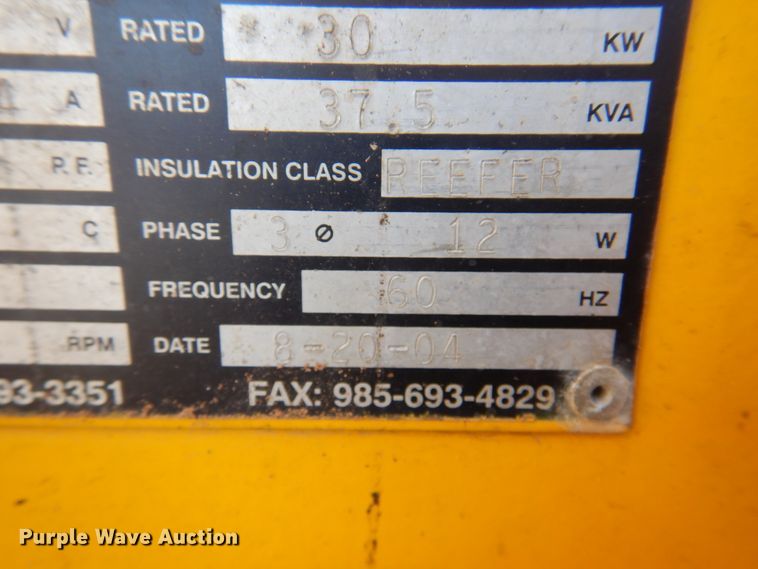 V RATED 30 KW
A RATED 37.5 KVA
P.F. INSULATION CLASS REEFER
C PHASE 3 ø 12 W
FREQUENCY 60 HZ
RPM DATE 8-20-04
93-3351 FAX: 985-693-4829
Purple Wave Auction